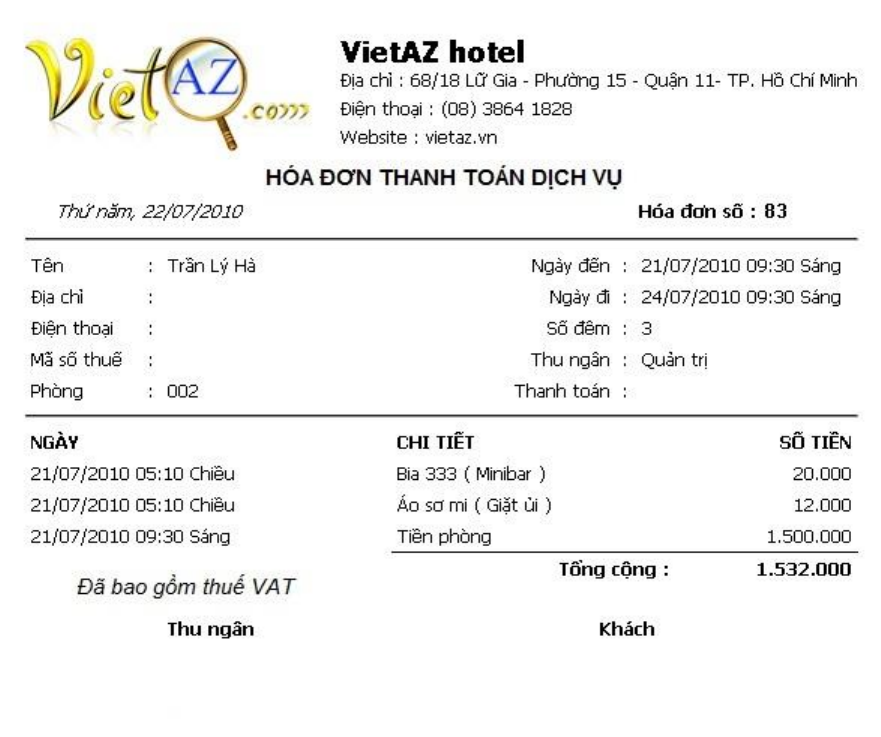 VietAZ.com
VietAZ hotel
Địa chỉ : 68/18 Lữ Gia - Phường 15 - Quận 11- TP. Hồ Chí Minh
Điện thoại : (08) 3864 1828
Website : vietaz.vn
HÓA ĐƠN THANH TOÁN DỊCH VỤ
Thứ năm, 22/07/2010 Hóa đơn số : 83
Tên : Trần Lý Hà Ngày đến : 21/07/2010 09:30 Sáng
Địa chỉ : Ngày đi : 24/07/2010 09:30 Sáng
Điện thoại : Số đêm : 3
Mã số thuế : Thu ngân : Quản trị
Phòng : 002 Thanh toán :
NGÀY CHI TIẾT SỐ TIỀN
21/07/2010 05:10 Chiều Bia 333 ( Minibar ) 20.000
21/07/2010 05:10 Chiều Áo sơ mi ( Giặt ủi ) 12.000
21/07/2010 09:30 Sáng Tiền phòng 1.500.000
Tổng cộng : 1.532.000
Đã bao gồm thuế VAT
Thu ngân Khách